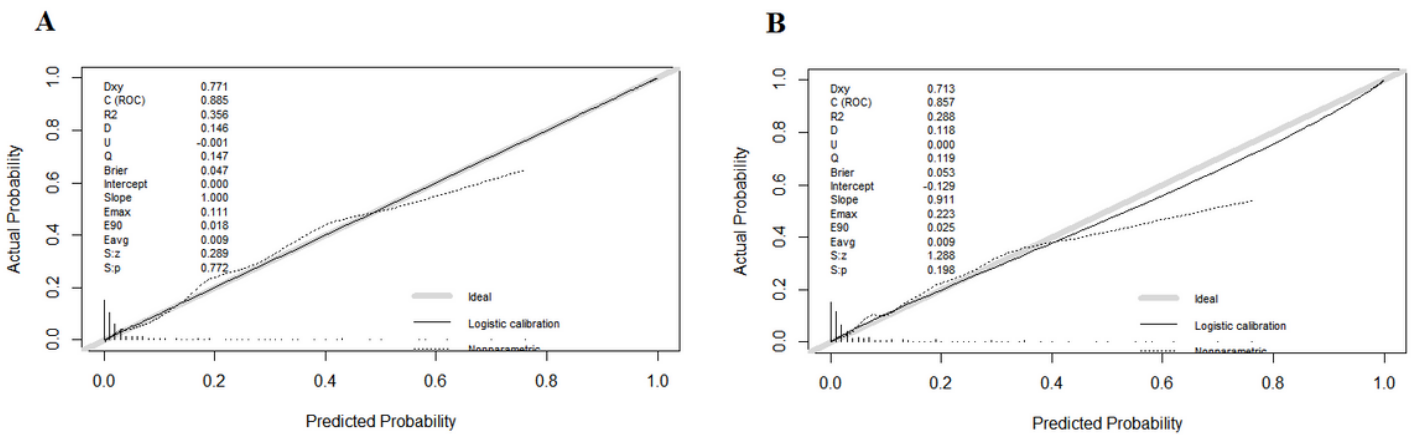 A
Actual Probability
1.0
0.8
0.6
0.4
0.2
0.0
Dxy 0.771
C (ROC) 0.885
R2 0.356
D 0.146
U -0.001
Q 0.147
Brier 0.047
Intercept 0.000
Slope 1.000
Emax 0.111
E90 0.018
Eavg 0.009
S:z 0.289
S:p 0.772
Ideal
Logistic calibration
Nonparametric
0.0 0.2 0.4 0.6 0.8 1.0
Predicted Probability
B
Actual Probability
1.0
0.8
0.6
0.4
0.2
0.0
Dxy 0.713
C (ROC) 0.857
R2 0.288
D 0.118
U 0.000
Q 0.119
Brier 0.053
Intercept -0.129
Slope 0.911
Emax 0.223
E90 0.025
Eavg 0.009
S:z 1.288
S:p 0.198
Ideal
Logistic calibration
Nonparametric
0.0 0.2 0.4 0.6 0.8 1.0
Predicted Probability